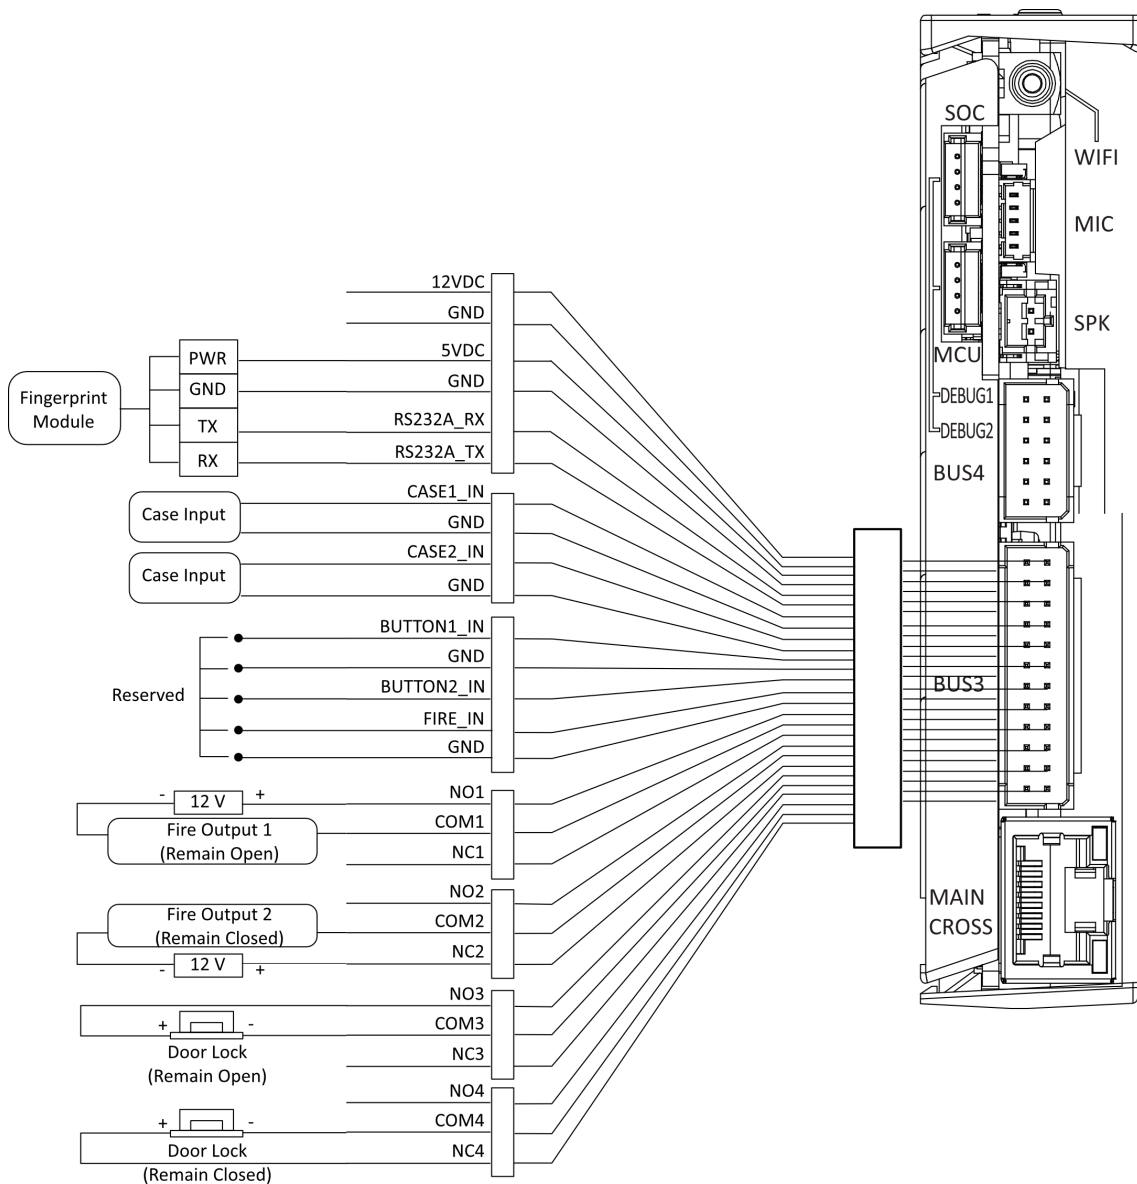 SOC
WIFI
MIC
SPK
MCU
DEBUG1
DEBUG2
BUS4
BUS3
MAIN
CROSS
12VDC
GND
Fingerprint
Module
PWR
5VDC
GND
GND
TX
RS232A_RX
RX
RS232A_TX
Case Input
CASE1_IN
GND
Case Input
CASE2_IN
GND
Reserved
BUTTON1_IN
GND
BUTTON2_IN
FIRE_IN
GND
- 12 V +
NO1
Fire Output 1
(Remain Open)
COM1
NC1
NO2
Fire Output 2
(Remain Closed)
COM2
- 12 V +
NC2
NO3
+ -
COM3
Door Lock
(Remain Open)
NC3
NO4
+ -
COM4
Door Lock
(Remain Closed)
NC4